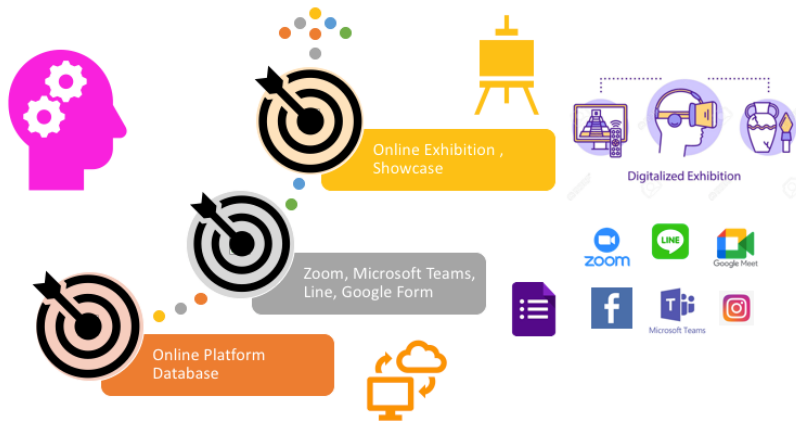 Online Exhibition ,
Showcase
Digitalized Exhibition
Zoom, Microsoft Teams,
Line, Google Form
zoom
LINE
Google Meet
f
T
Microsoft Teams
Online Platform
Database